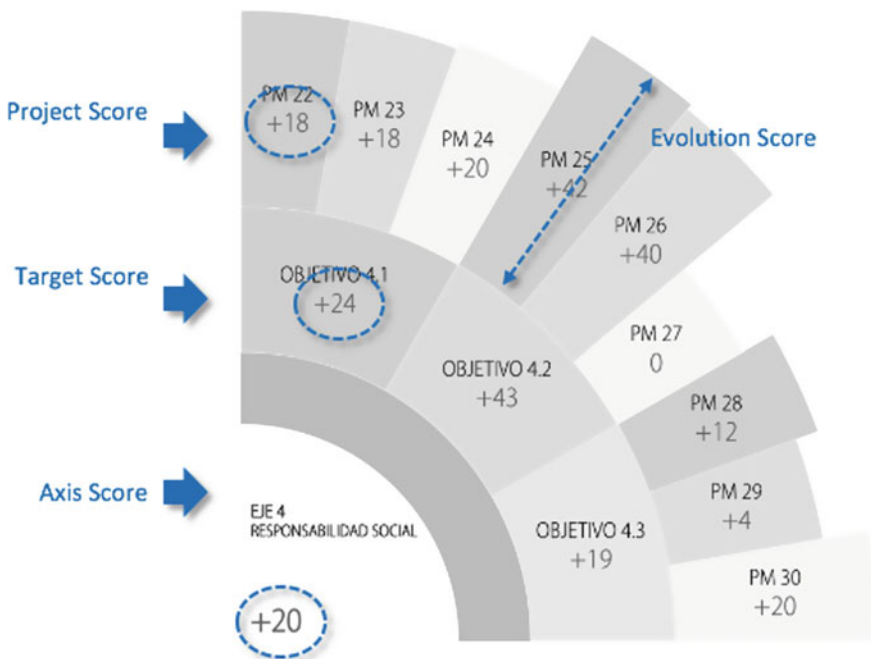 Project Score
Target Score
Axis Score
Evolution Score
PM 22
+18
PM 23
+18
PM 24
+20
PM 25
+42
PM 26
+40
PM 27
0
PM 28
+12
PM 29
+4
PM 30
+20
OBJETIVO 4.1
+24
OBJETIVO 4.2
+43
OBJETIVO 4.3
+19
EJE 4
RESPONSABILIDAD SOCIAL
+20